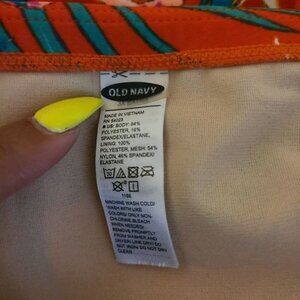 OLD NAVY
MADE IN VIETNAM
RN 54023
BODY: 84%
POLYESTER, 16%
SPANDEX/ELASTANE,
LINING: 100%
POLYESTER, MESH: 54%
NYLON, 46% SPANDEX/
ELASTANE
MACHINE WASH COLD/
WASH WITH LIKE
COLORS/ ONLY NON-
CHLORINE BLEACH
WHEN NEEDED/
REMOVE PROMPTLY
FROM WASHER AND
DRYER/ LINE DRY/ DO
NOT IRON/ DO NOT DRY
CLEAN